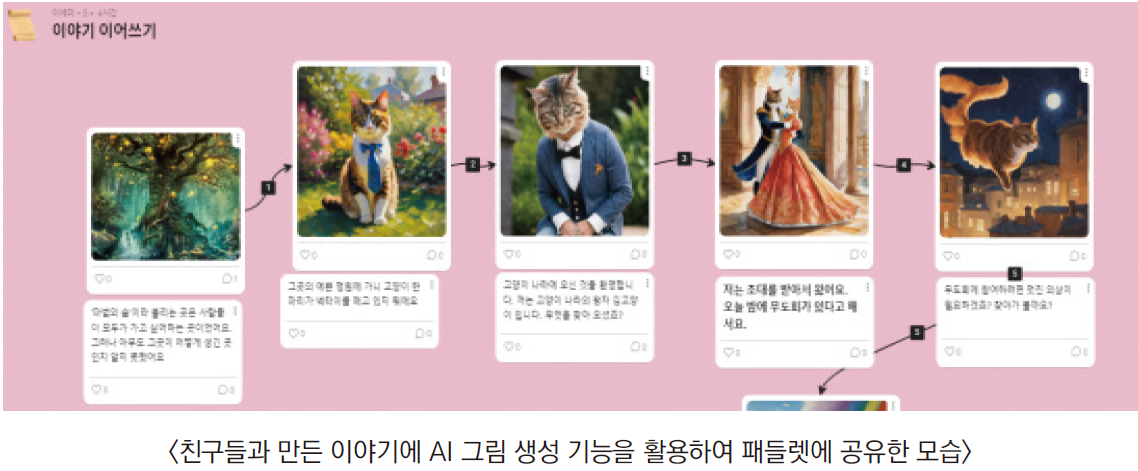 이야기 이어쓰기
1
2
3
4
0
1
0
0
0
0
0
0
0
0
'마법의 숲'이라 불리는 곳은 사람들
이 모두가 가고 싶어하는 곳이었어요.
그러나 아무도 그곳이 어떻게 생긴 곳
인지 알지 못했어요
0
0
그곳의 예쁜 정원에 가니 고양이 한
마리가 넥타이를 매고 있지 뭐예요
0
0
고양이 나라에 오신 것을 환영합니
다. 저는 고양이 나라의 왕자 김고양
이 입니다. 무엇을 찾아 오셨죠?
0
0
저는 초대를 받아서 왔어요.
오늘 밤에 무도회가 있다고 해
서요.
0
0
5
무도회에 참여하려면 멋진 의상이
필요하겠죠? 찾아가 볼까요?
0
0
5
〈친구들과 만든 이야기에 AI 그림 생성 기능을 활용하여 패들렛에 공유한 모습〉